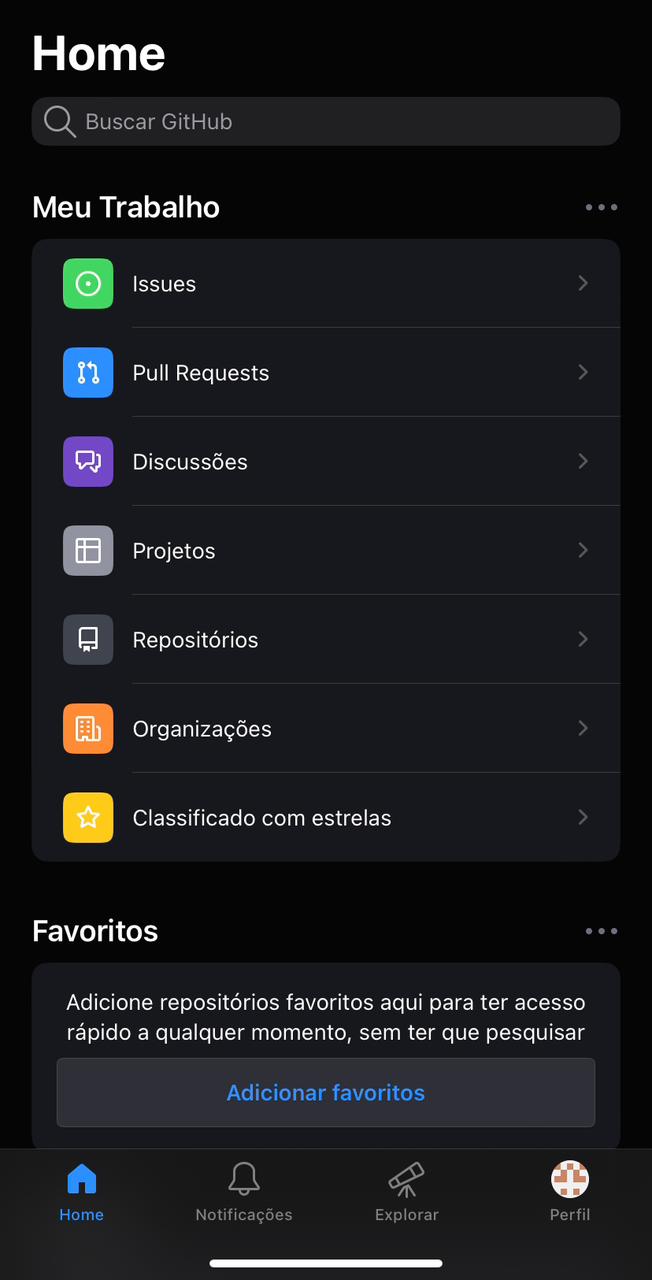 Home
Buscar GitHub
Meu Trabalho
Issues
Pull Requests
Discussões
Projetos
Repositórios
Organizações
Classificado com estrelas
Favoritos
Adicione repositórios favoritos aqui para ter acesso
rápido a qualquer momento, sem ter que pesquisar
Adicionar favoritos
Home
Notificações
Explorar
Perfil